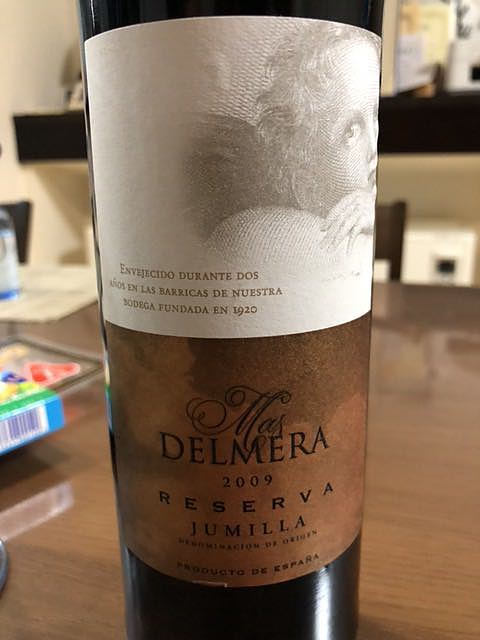 ENVEJECIDO DURANTE DOS
AÑOS EN LAS BARRICAS DE NUESTRA
BODEGA FUNDADA EN 1920
Mas
DELMERA
2009
RESERVA
JUMILLA
DENOMINACIÓN DE ORIGEN
PRODUCTO DE ESPAÑA